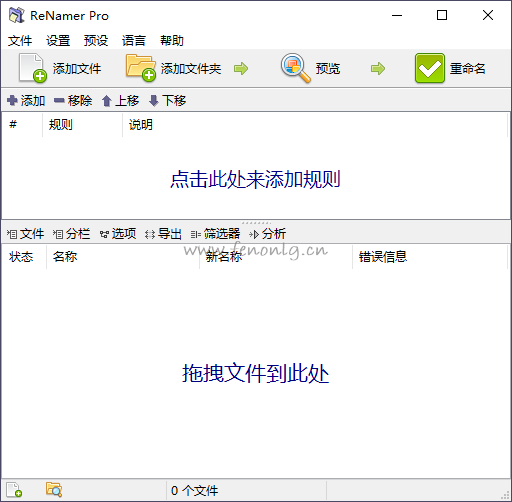 ReNamer Pro
文件 设置 预设 语言 帮助
添加文件 添加文件夹 预览 重命名
添加 移除 上移 下移
# 规则 说明
点击此处来添加规则
文件 分栏 选项 导出 筛选器 分析
www.fenonlg.cn
状态 名称 新名称 错误信息
拖拽文件到此处
0 个文件